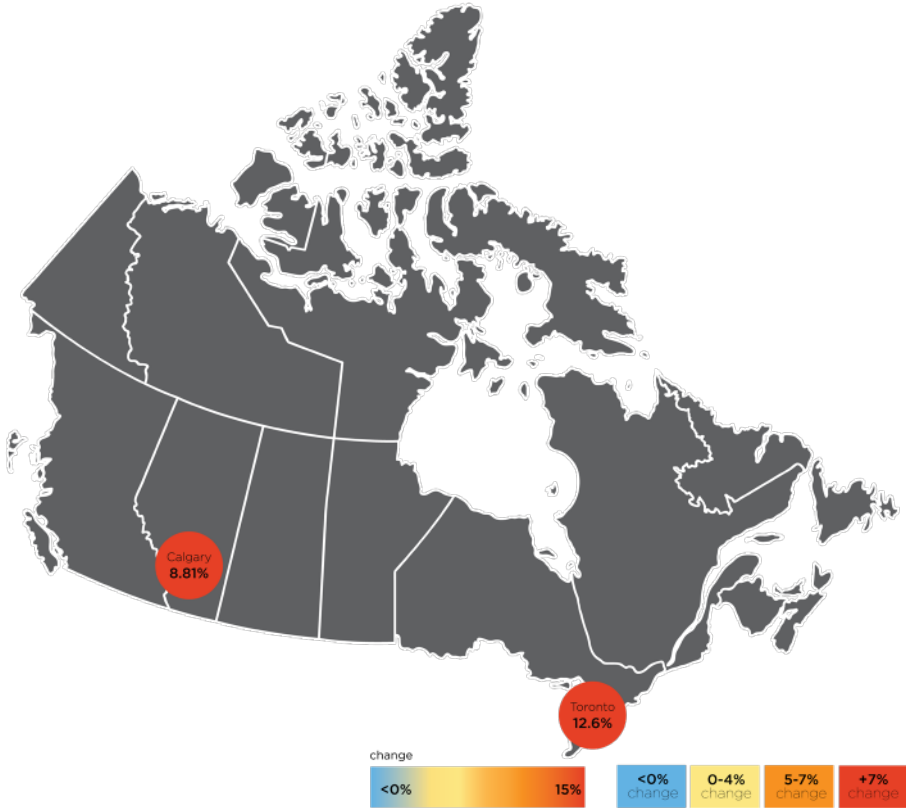 Calgary
8.81%
Toronto
12.6%
change
<0%
15%
<0%
change
0-4%
change
5-7%
change
+7%
change